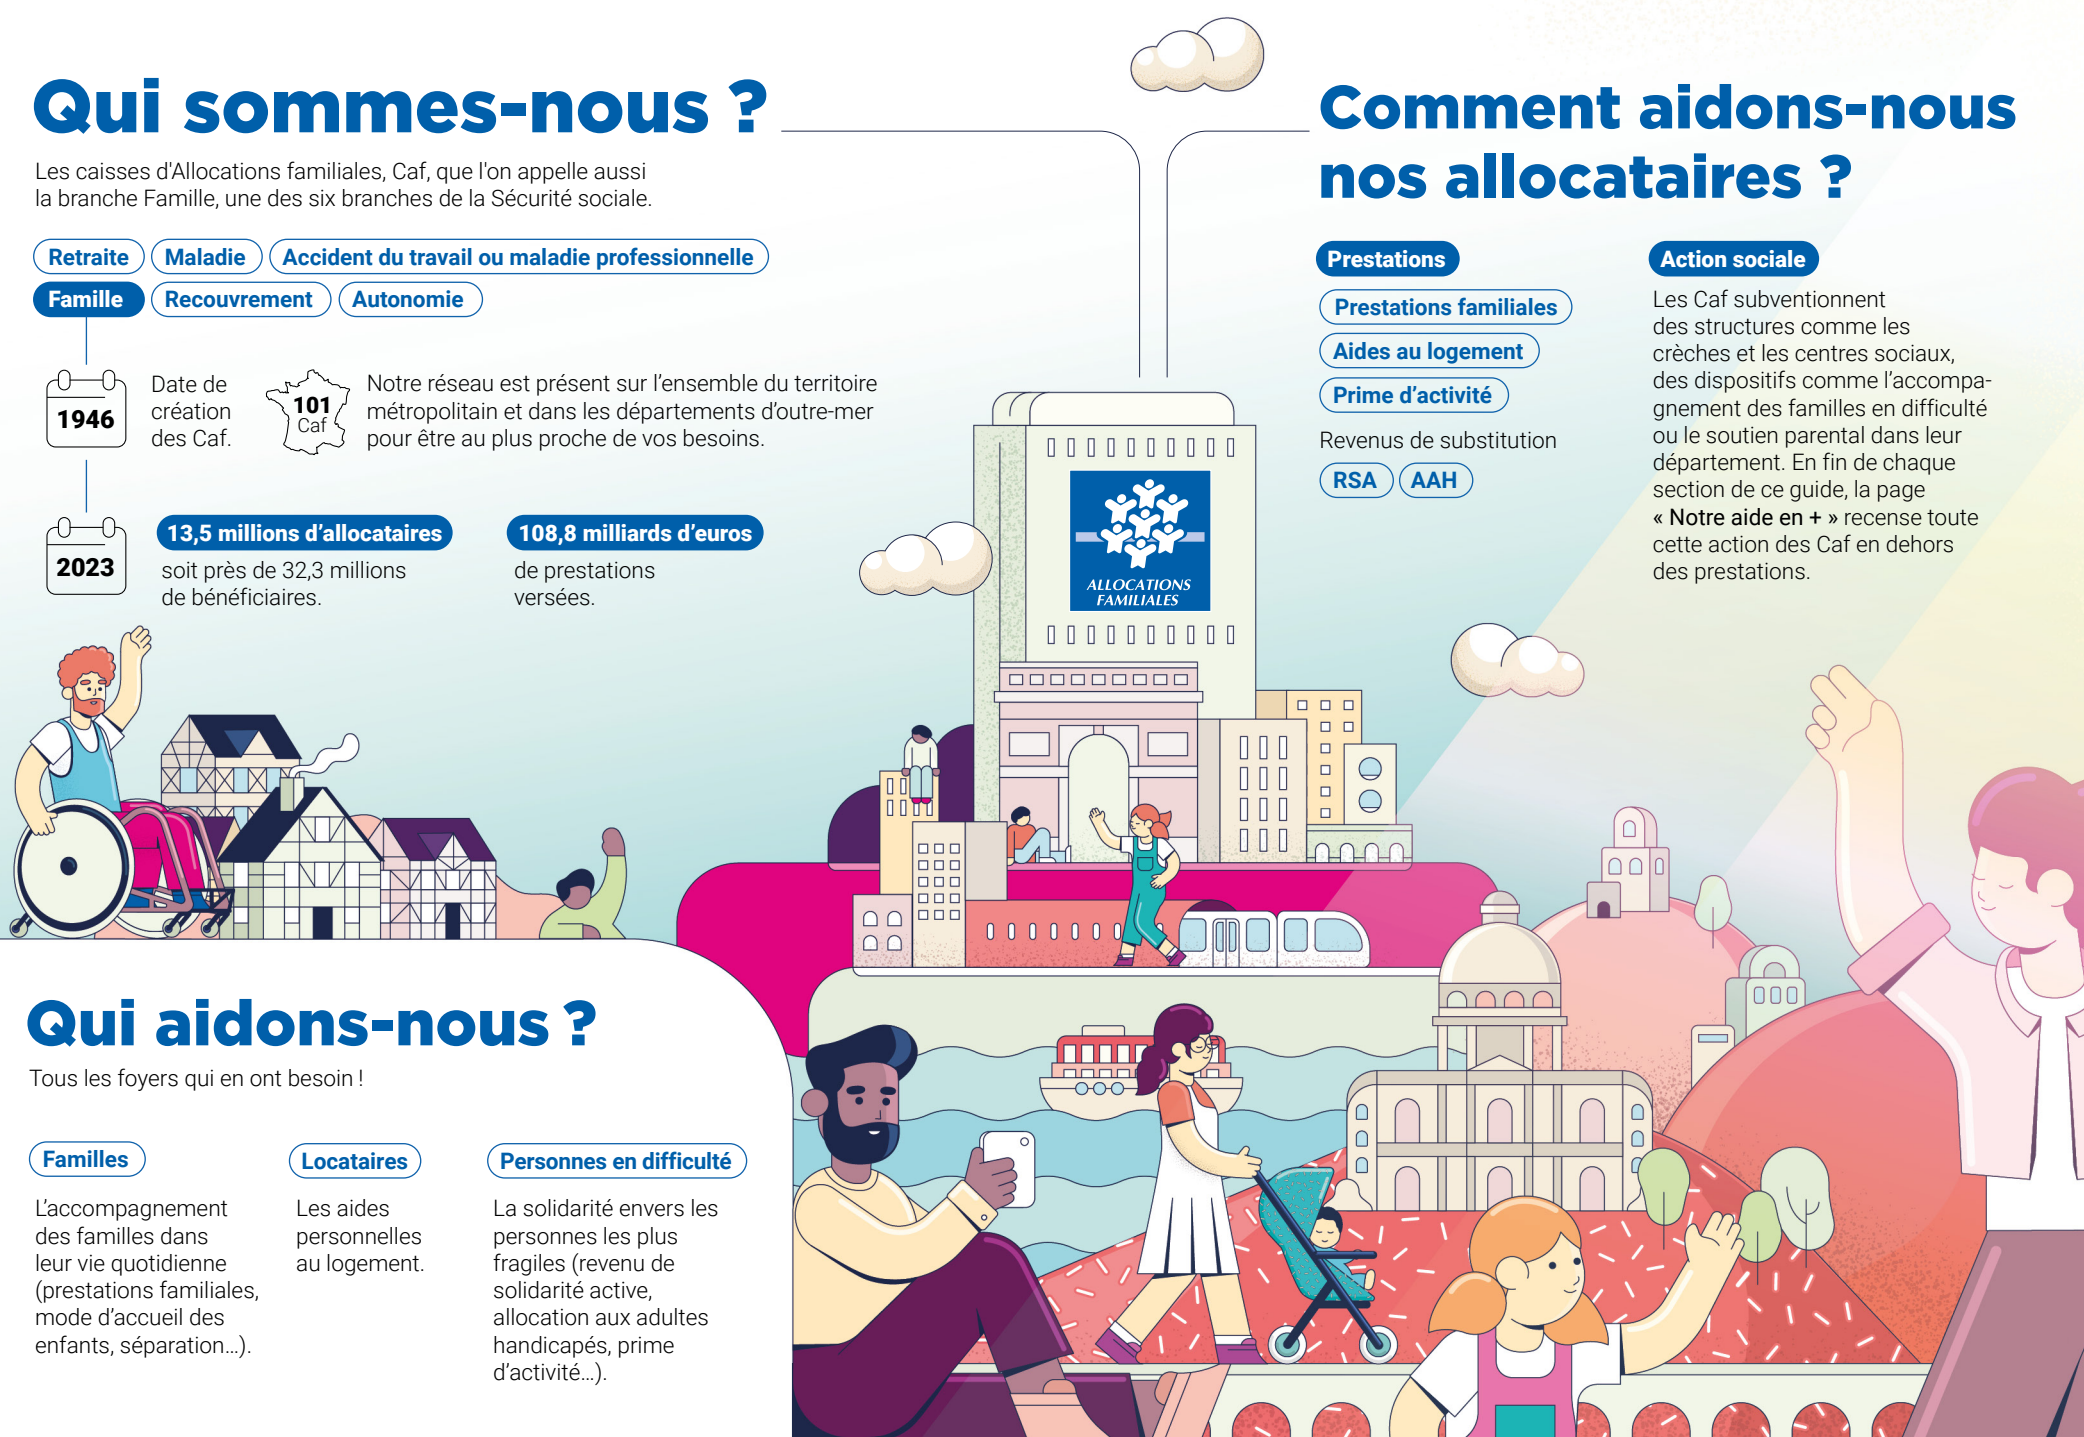 Qui sommes-nous ?
Les caisses d'Allocations familiales, Caf, que l'on appelle aussi
la branche Famille, une des six branches de la Sécurité sociale.
Retraite Maladie Accident du travail ou maladie professionnelle
Famille Recouvrement Autonomie
1946
Date de
création
des Caf.
101
Caf
Notre réseau est présent sur l'ensemble du territoire
métropolitain et dans les départements d'outre-mer
pour être au plus proche de vos besoins.
2023
13,5 millions d'allocataires
soit près de 32,3 millions
de bénéficiaires.
108,8 milliards d'euros
de prestations
versées.
Comment aidons-nous
nos allocataires ?
Prestations
Prestations familiales
Aides au logement
Prime d'activité
Revenus de substitution
RSA AAH
Action sociale
Les Caf subventionnent
des structures comme les
crèches et les centres sociaux,
des dispositifs comme l'accompa-
gnement des familles en difficulté
ou le soutien parental dans leur
département. En fin de chaque
section de ce guide, la page
« Notre aide en + » recense toute
cette action des Caf en dehors
des prestations.
ALLOCATIONS
FAMILIALES
Qui aidons-nous ?
Tous les foyers qui en ont besoin !
Familles
L'accompagnement
des familles dans
leur vie quotidienne
(prestations familiales,
mode d'accueil des
enfants, séparation…).
Locataires
Les aides
personnelles
au logement.
Personnes en difficulté
La solidarité envers les
personnes les plus
fragiles (revenu de
solidarité active,
allocation aux adultes
handicapés, prime
d'activité…).